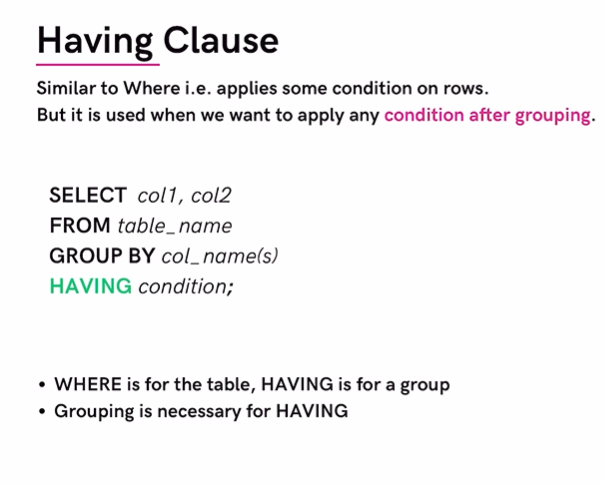 Having Clause
Similar to Where i.e. applies some condition on rows.
But it is used when we want to apply any condition after grouping.
SELECT col1, col2
FROM table_name
GROUP BY col_name(s)
HAVING condition;
• WHERE is for the table, HAVING is for a group
• Grouping is necessary for HAVING